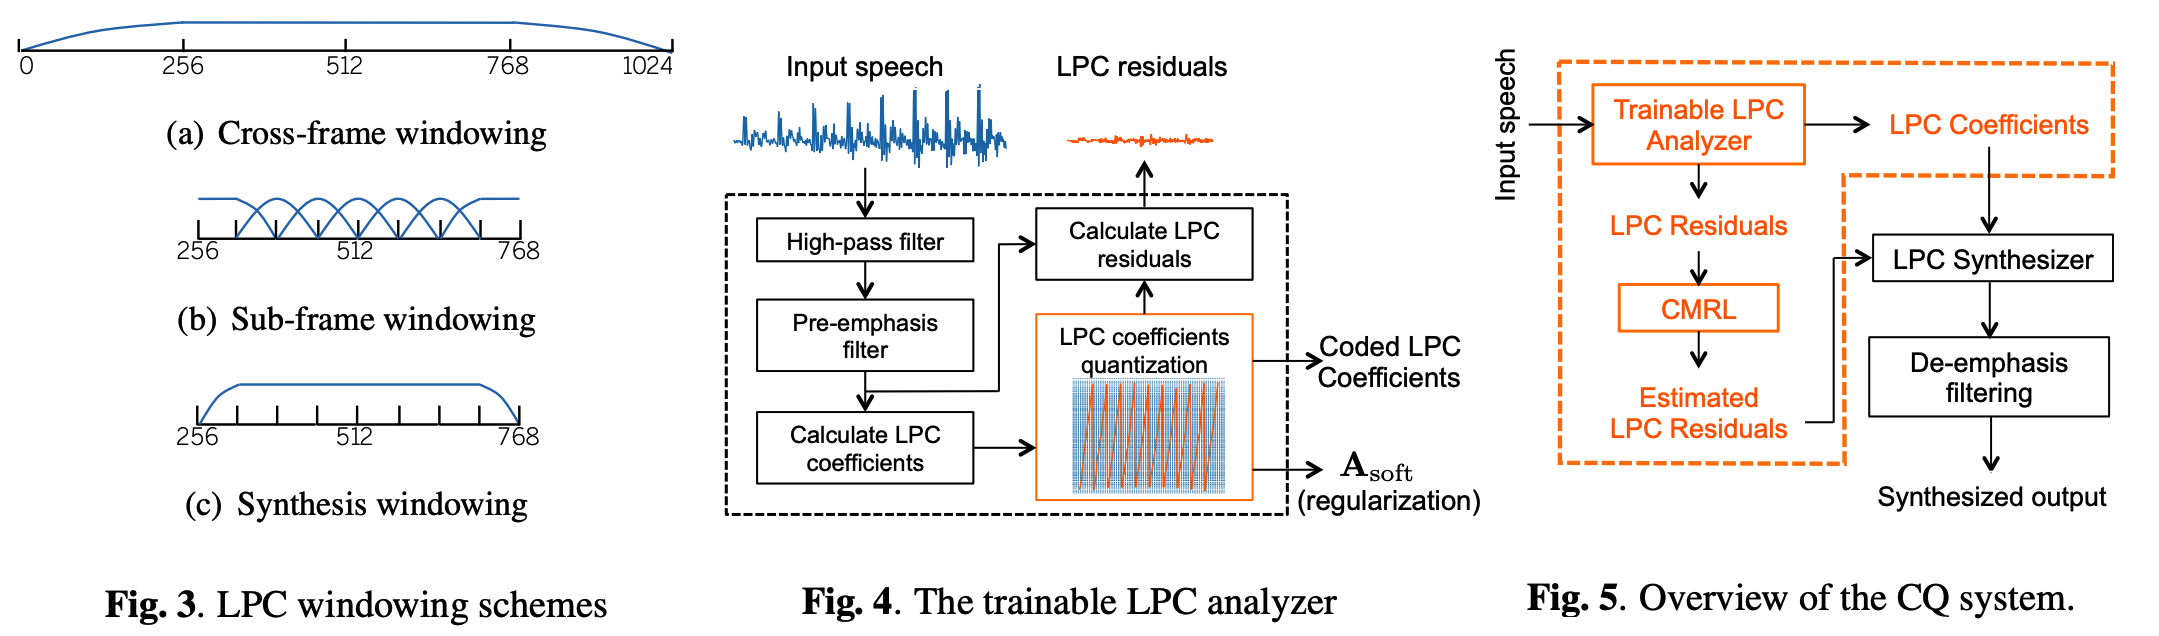 0 256 512 768 1024
(a) Cross-frame windowing
256 512 768
(b) Sub-frame windowing
256 512 768
(c) Synthesis windowing
Fig. 3. LPC windowing schemes
Input speech
LPC residuals
High-pass filter
Pre-emphasis
filter
Calculate LPC
coefficients
Calculate LPC
residuals
LPC coefficients
quantization
Coded LPC
Coefficients
A_soft
(regularization)
Fig. 4. The trainable LPC analyzer
Input speech
Trainable LPC
Analyzer
LPC Coefficients
LPC Residuals
CMRL
Estimated
LPC Residuals
LPC Synthesizer
De-emphasis
filtering
Synthesized output
Fig. 5. Overview of the CQ system.